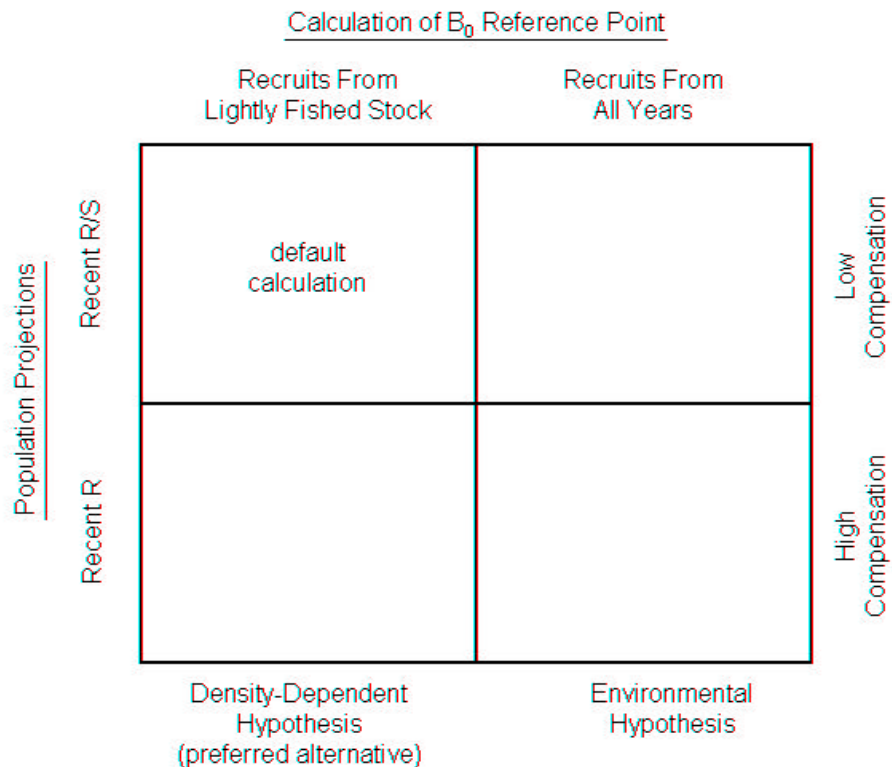 Calculation of B₀ Reference Point
Recruits From
Lightly Fished Stock
Recruits From
All Years
Population Projections
Recent R/S
default
calculation
Low
Compensation
Recent R
High
Compensation
Density-Dependent
Hypothesis
(preferred alternative)
Environmental
Hypothesis